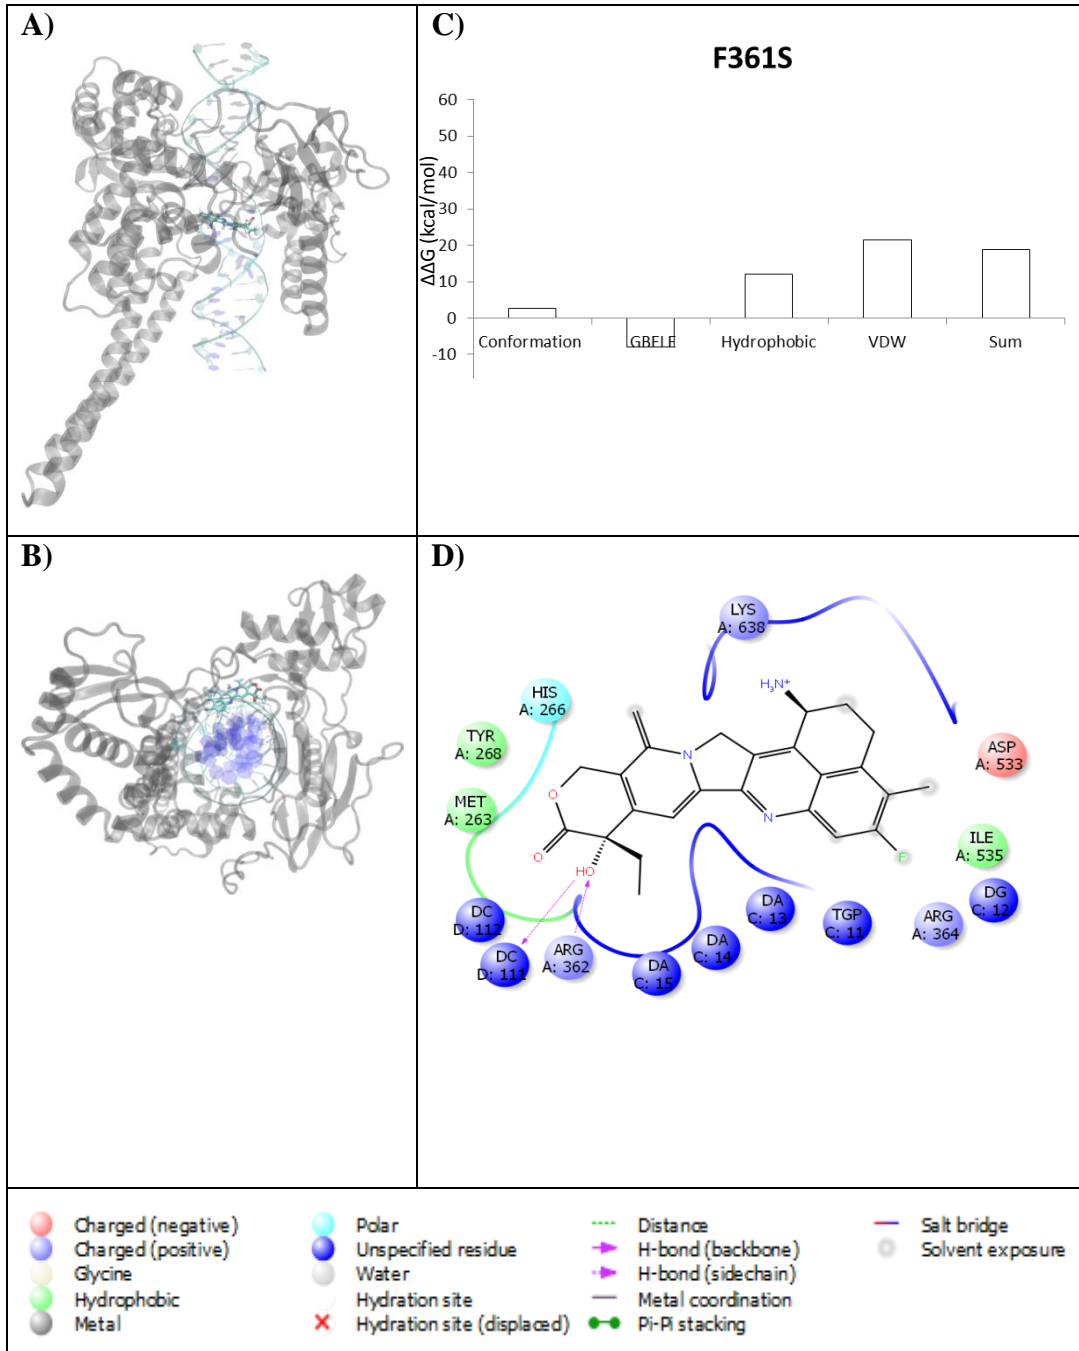 A)
C)
F361S
ΔΔG (kcal/mol)
60
50
40
30
20
10
0
-10
Conformation
GBELE
Hydrophobic
VDW
Sum
B)
D)
LYS
A: 638
H₃N⁺
HIS
A: 266
TYR
A: 268
ASP
A: 533
MET
A: 263
N
O
O
N
HO
F
ILE
A: 535
DC
D: 112
DC
D: 111
ARG
A: 362
DA
C: 15
DA
C: 14
DA
C: 13
TGP
C: 11
ARG
A: 364
DG
C: 12
Charged (negative)
Charged (positive)
Glycine
Hydrophobic
Metal
Polar
Unspecified residue
Water
Hydration site
Hydration site (displaced)
Distance
H-bond (backbone)
H-bond (sidechain)
Metal coordination
Pi-Pi stacking
Salt bridge
Solvent exposure